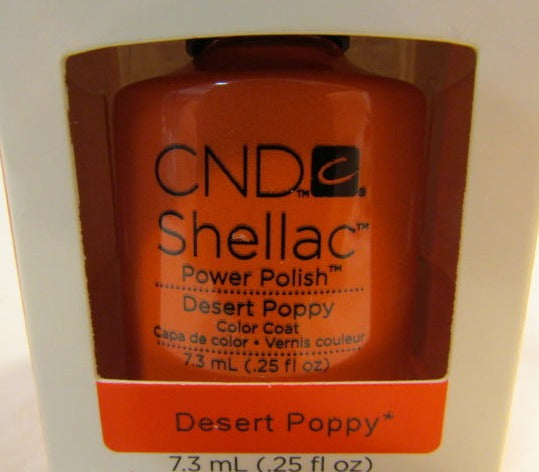 CND™ C®
Shellac™
Power Polish™
Desert Poppy
Color Coat
Capa de color • Vernis couleur
7.3 mL (.25 fl oz)
Desert Poppy*
7.3 mL (.25 fl oz)